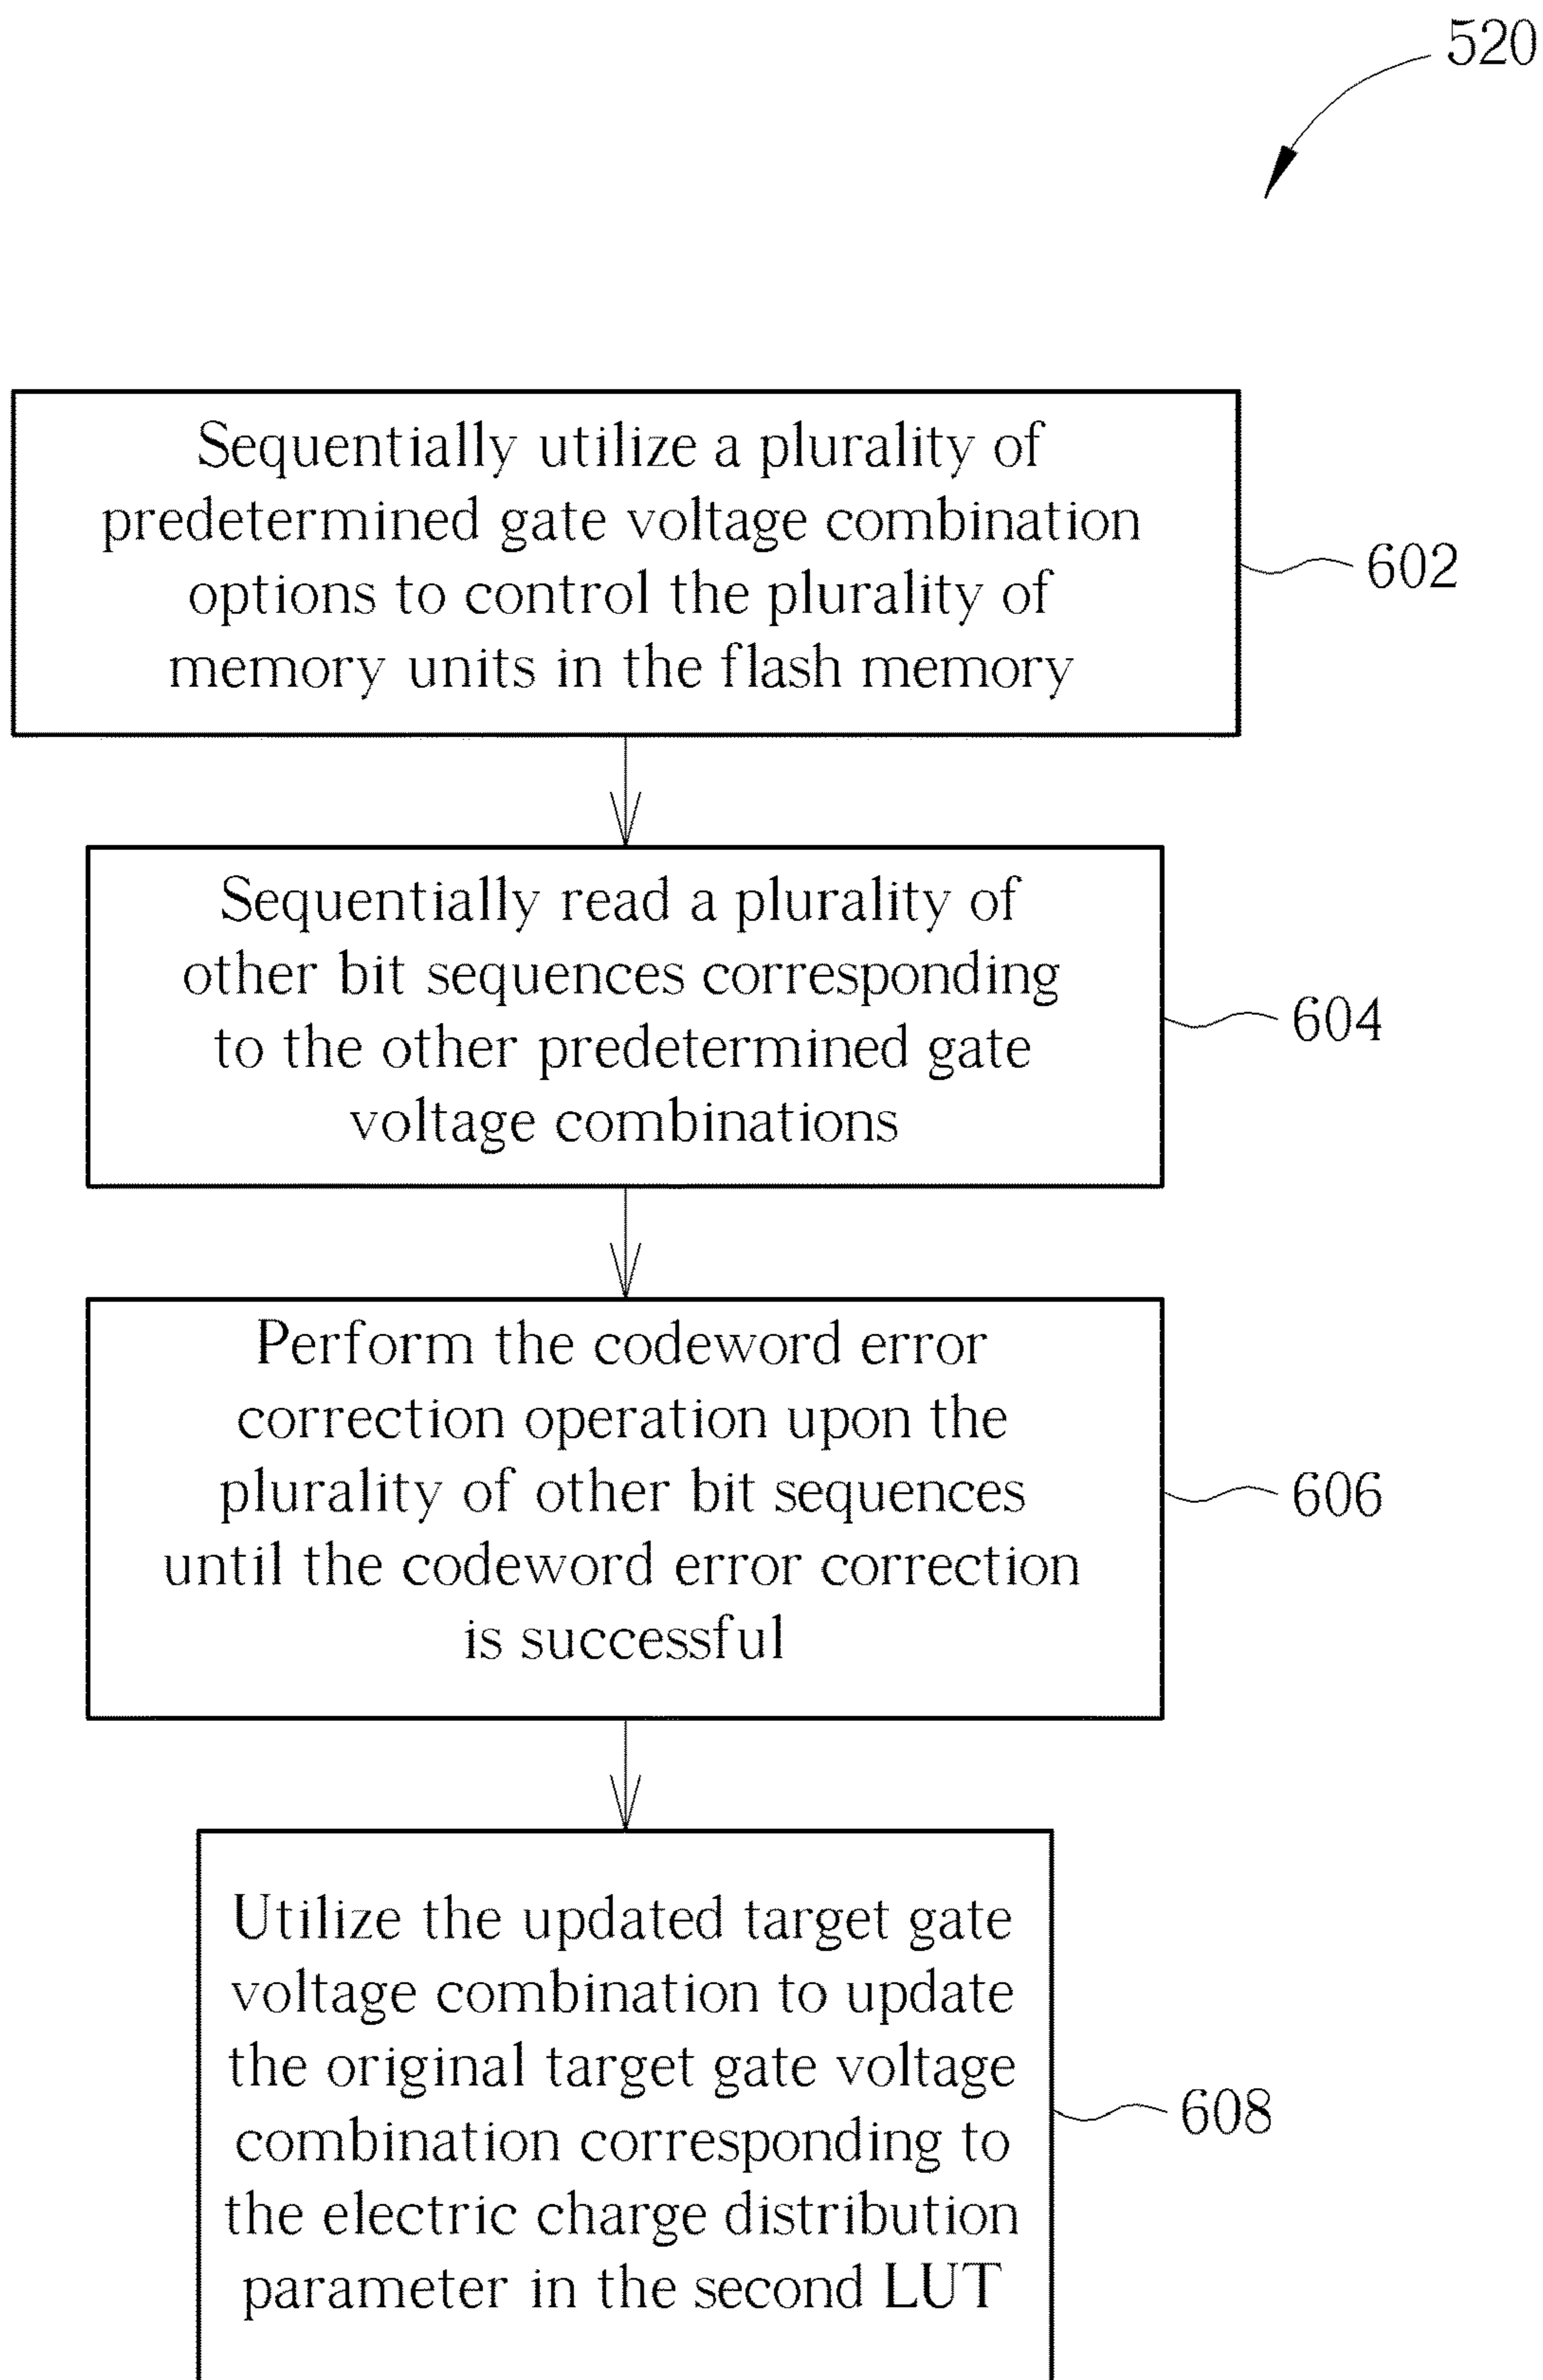 520
Sequentially utilize a plurality of
predetermined gate voltage combination
options to control the plurality of
memory units in the flash memory
602
Sequentially read a plurality of
other bit sequences corresponding
to the other predetermined gate
voltage combinations
604
Perform the codeword error
correction operation upon the
plurality of other bit sequences
until the codeword error correction
is successful
606
Utilize the updated target gate
voltage combination to update
the original target gate voltage
combination corresponding to
the electric charge distribution
parameter in the second LUT
608